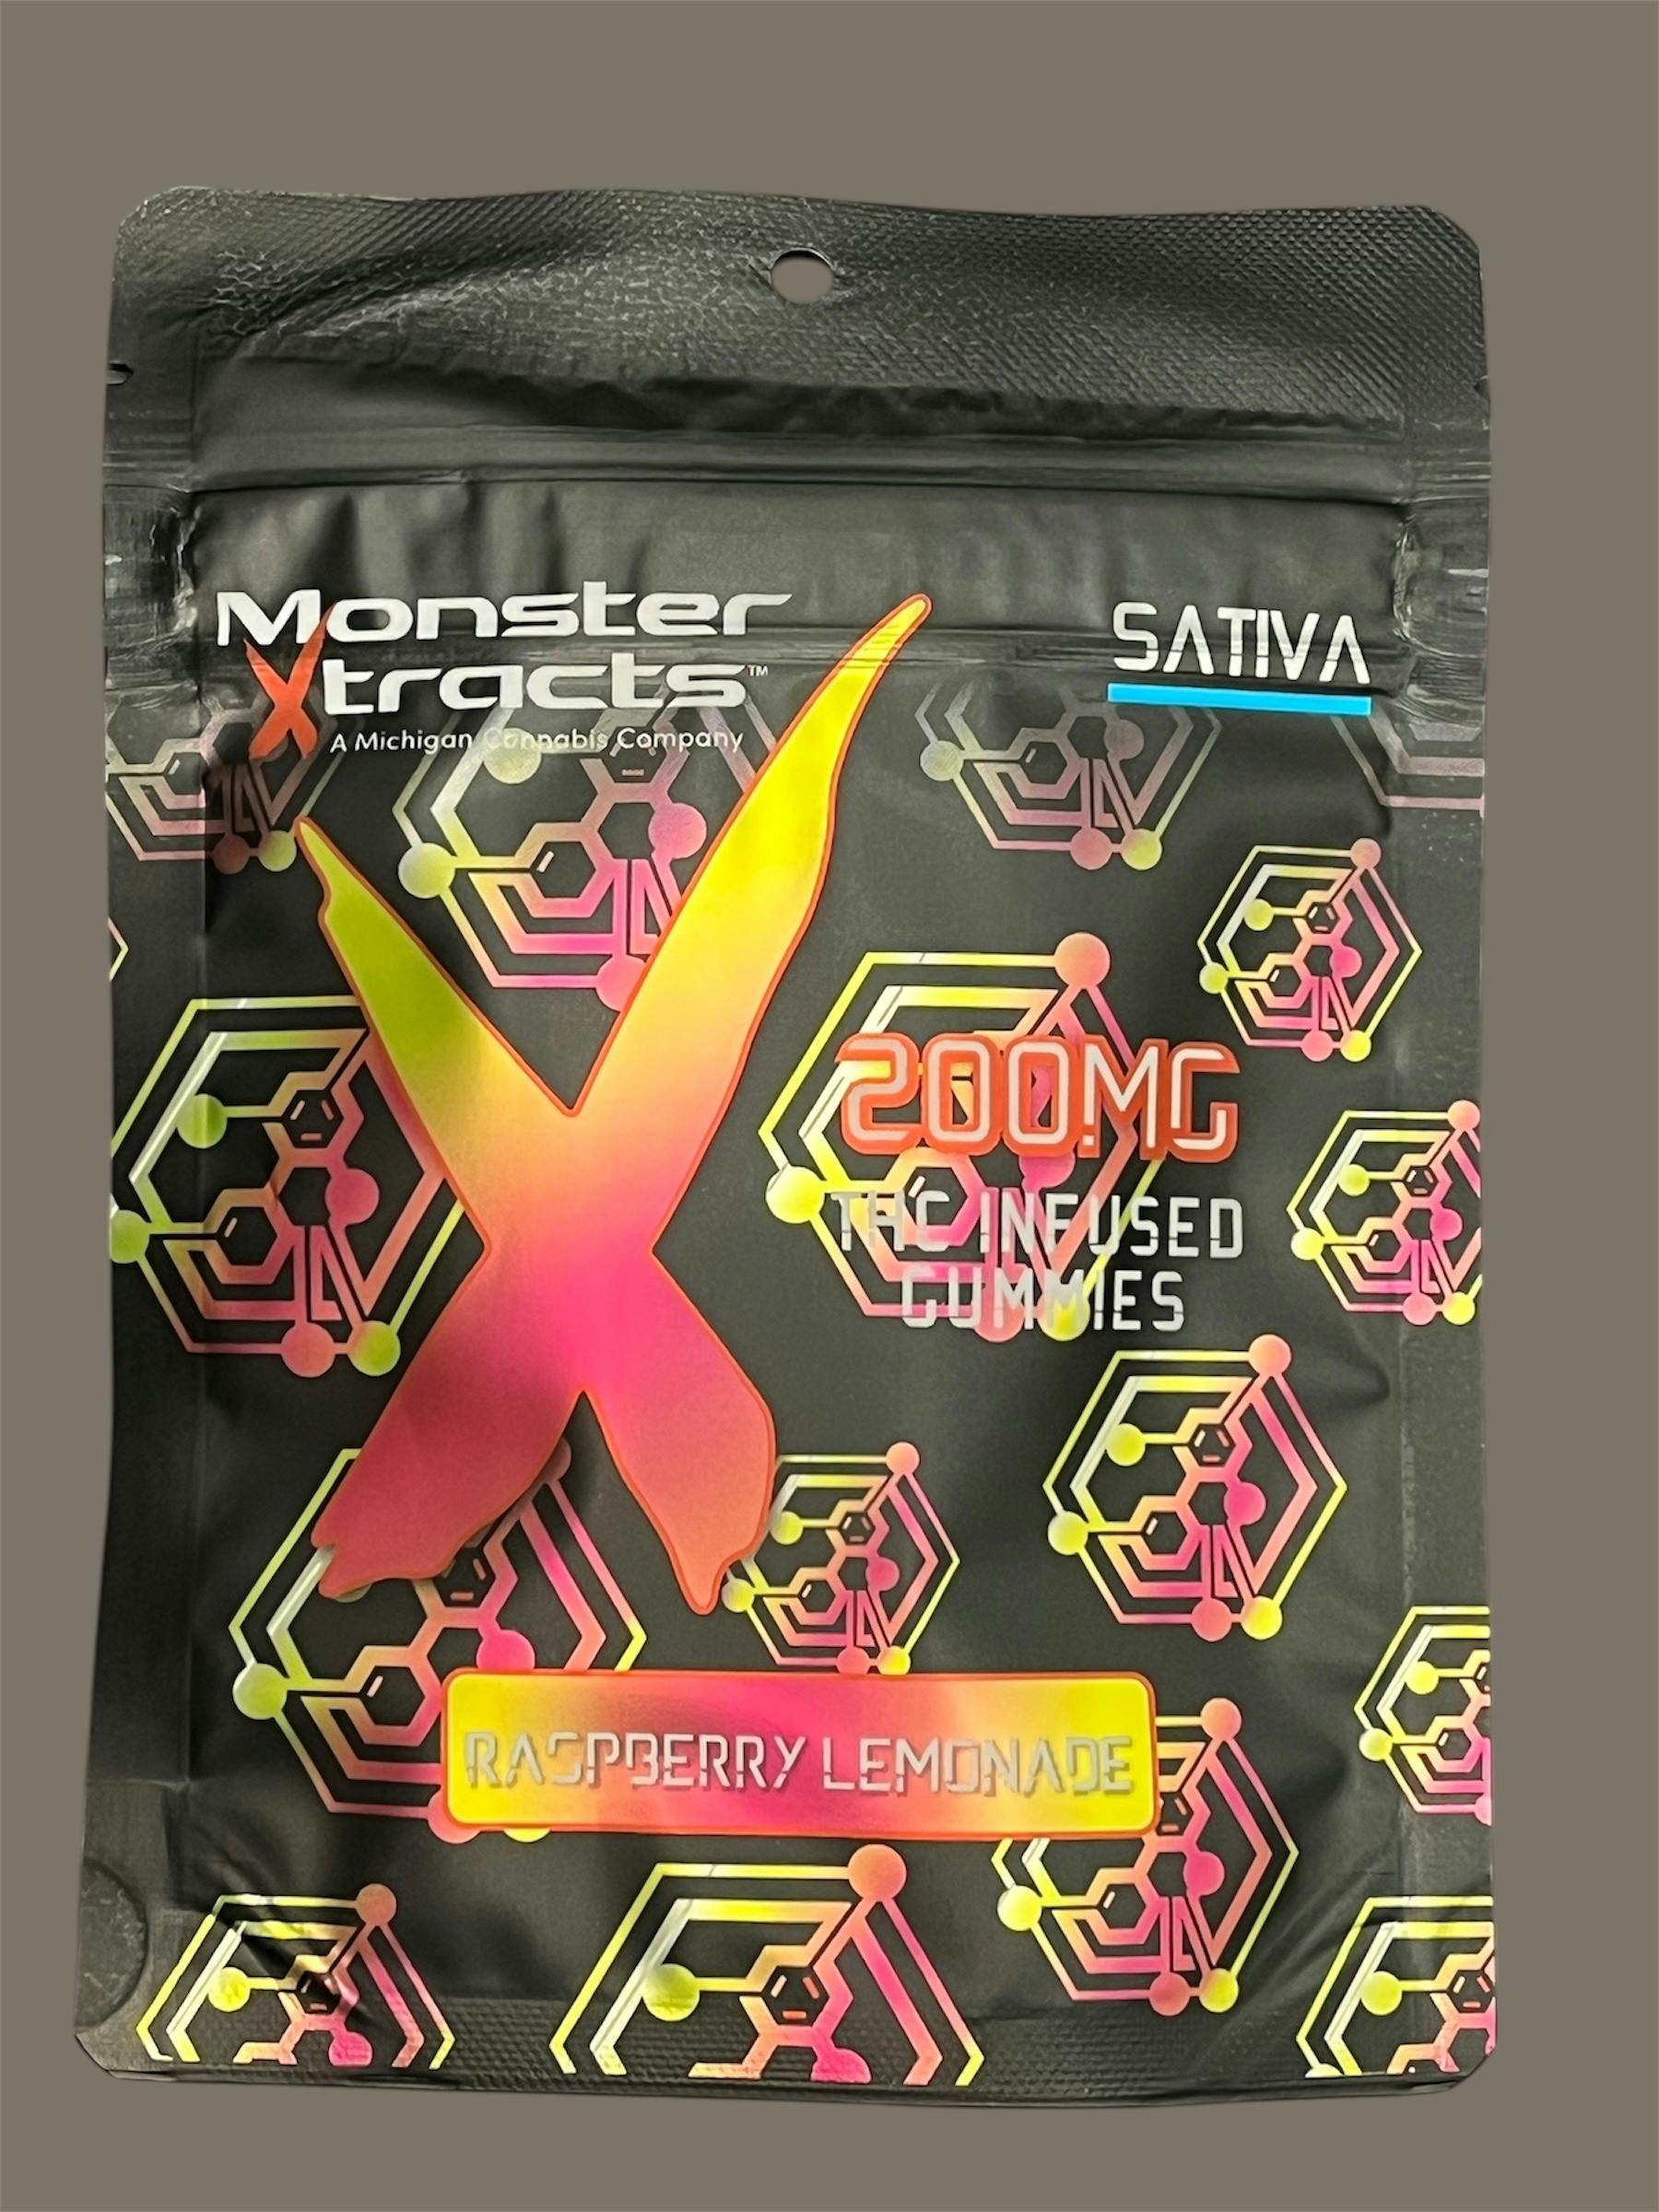 Monster
Xtracts™
A Michigan Cannabis Company
SATIVA
200MG
THC INFUSED
GUMMIES
RASPBERRY LEMONADE